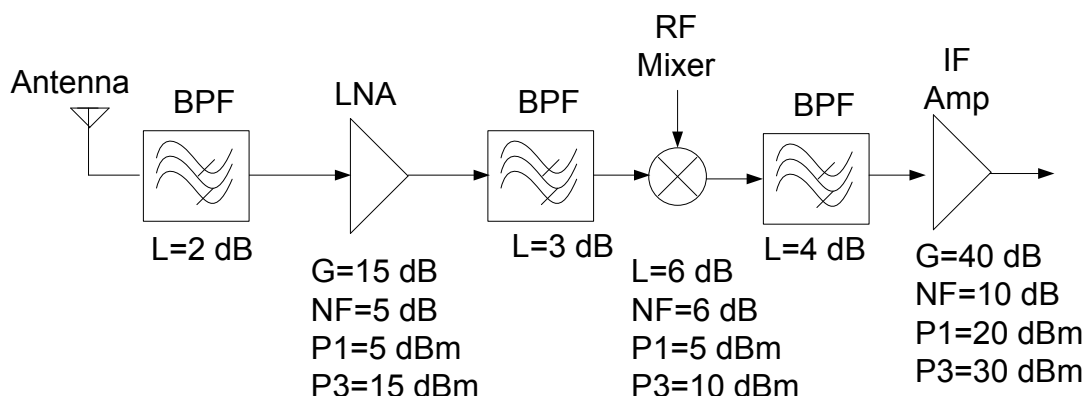 Antenna
BPF
LNA
BPF
RF
Mixer
BPF
IF
Amp
L=2 dB
G=15 dB
NF=5 dB
P1=5 dBm
P3=15 dBm
L=3 dB
L=6 dB
NF=6 dB
P1=5 dBm
P3=10 dBm
L=4 dB
G=40 dB
NF=10 dB
P1=20 dBm
P3=30 dBm